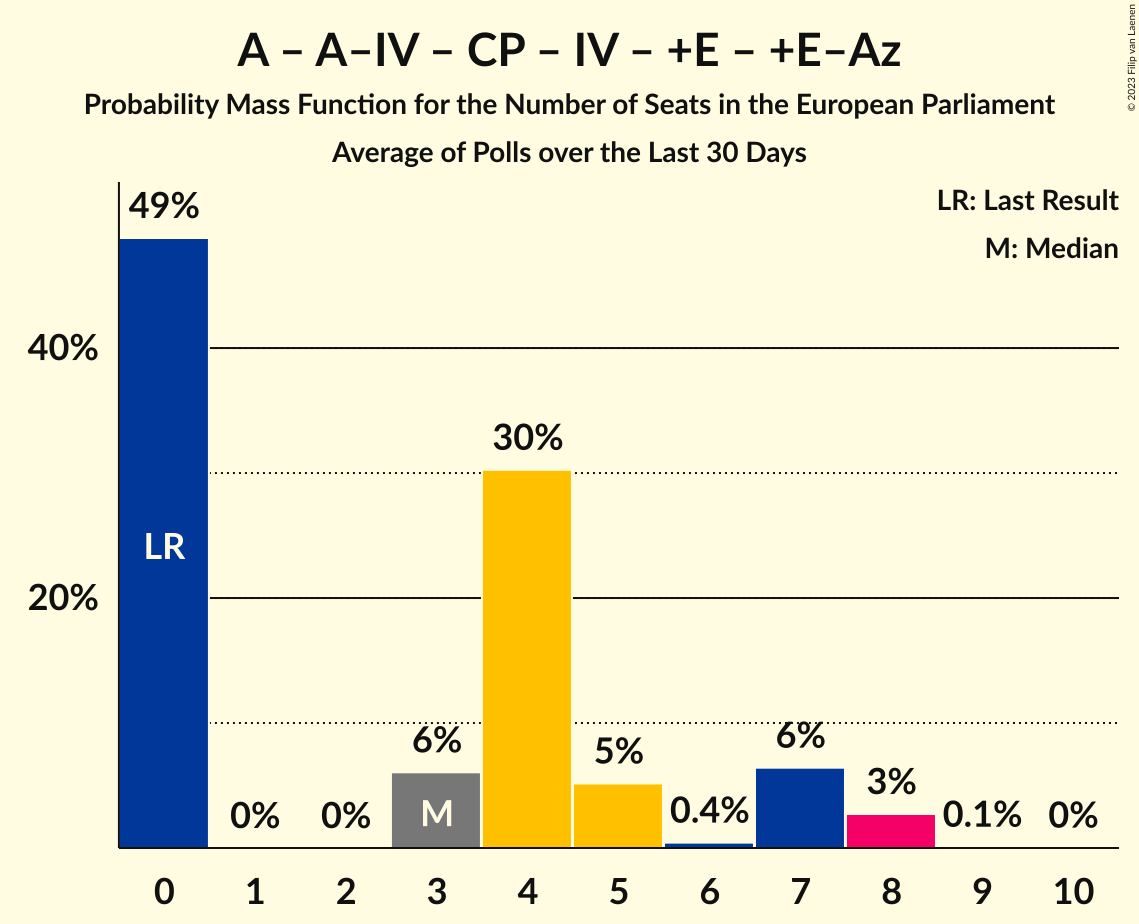 A – A–IV – CP – IV – +E – +E–Az
Probability Mass Function for the Number of Seats in the European Parliament
Average of Polls over the Last 30 Days
© 2023 Filip van Laenen
LR: Last Result
M: Median
49%
40%
30%
LR
20%
6%
5%
6%
3%
0%
0%
M
0.4%
0.1%
0%
0 1 2 3 4 5 6 7 8 9 10